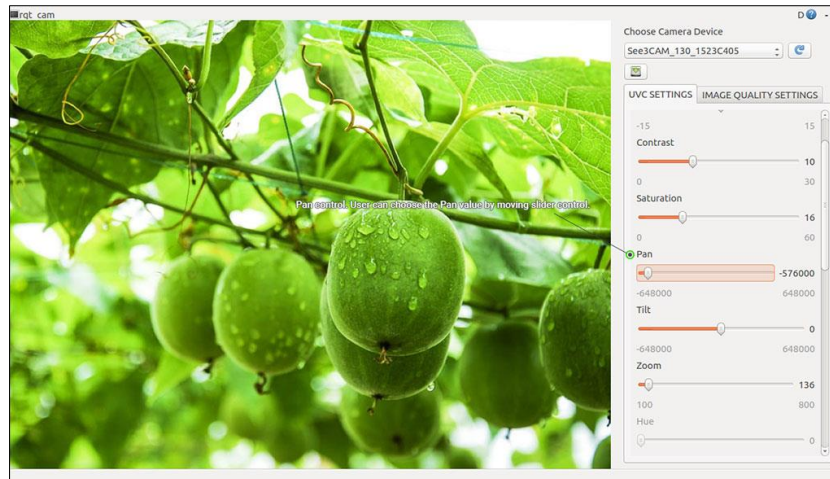 rqt_cam
D
Choose Camera Device
See3CAM_130_1523C405
UVC SETTINGS
IMAGE QUALITY SETTINGS
-15 15
Contrast
10
0 30
Saturation
16
0 60
Pan control. User can choose the Pan value by moving slider control.
Pan
-576000
-648000 648000
Tilt
0
-648000 648000
Zoom
136
100 800
Hue
0